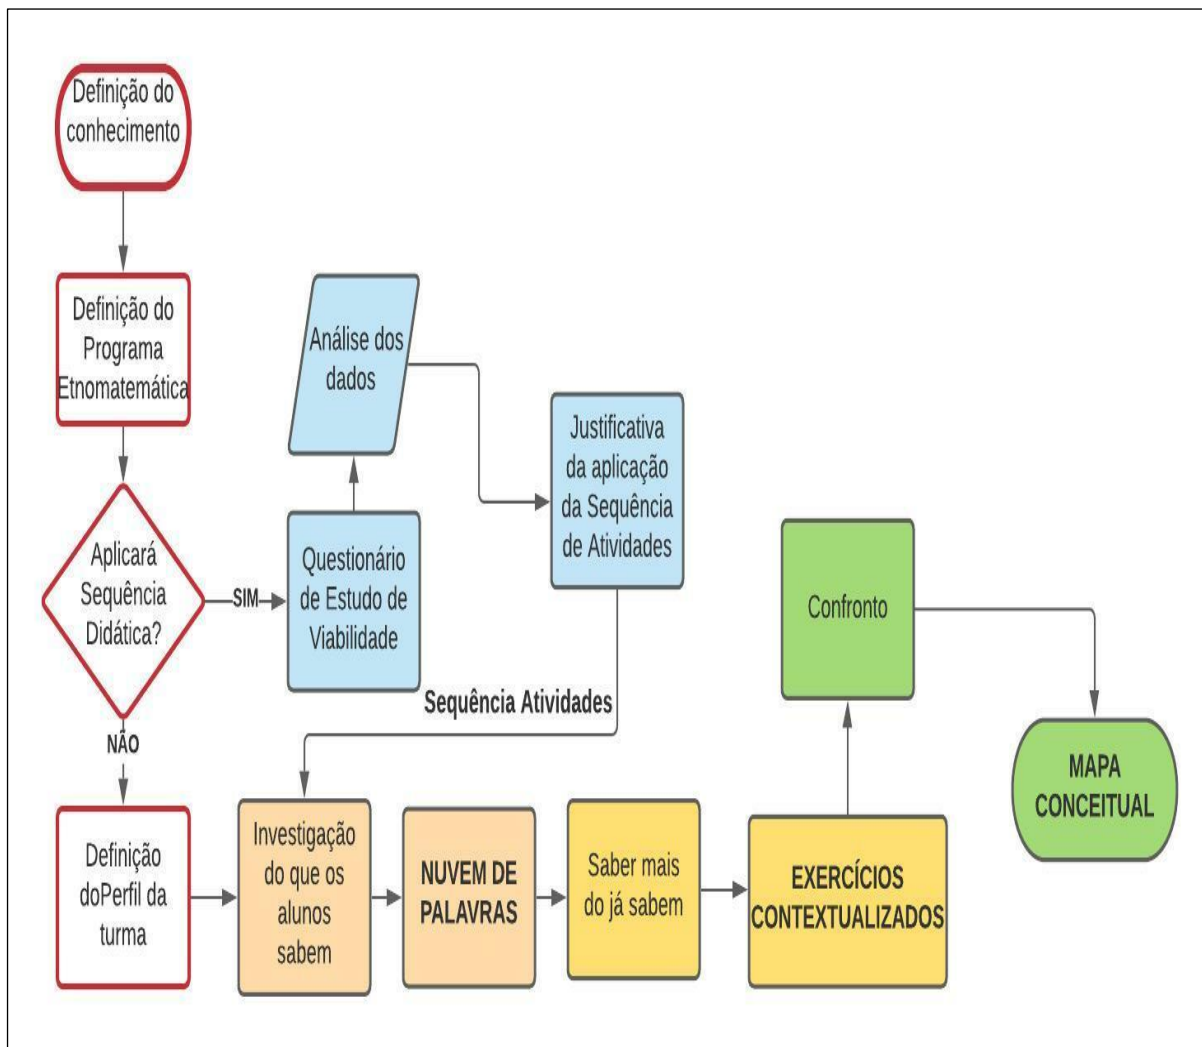 Definição do
conhecimento
Definição do
Programa
Etnomatemática
Aplicará
Sequência
Didática?
SIM
NÃO
Questionário
de Estudo de
Viabilidade
Análise dos
dados
Justificativa
da aplicação
da Sequência
de Atividades
Sequência Atividades
Definição
doPerfil da
turma
Investigação
do que os
alunos
sabem
NUVEM DE
PALAVRAS
Saber mais
do já sabem
EXERCÍCIOS
CONTEXTUALIZADOS
Confronto
MAPA
CONCEITUAL